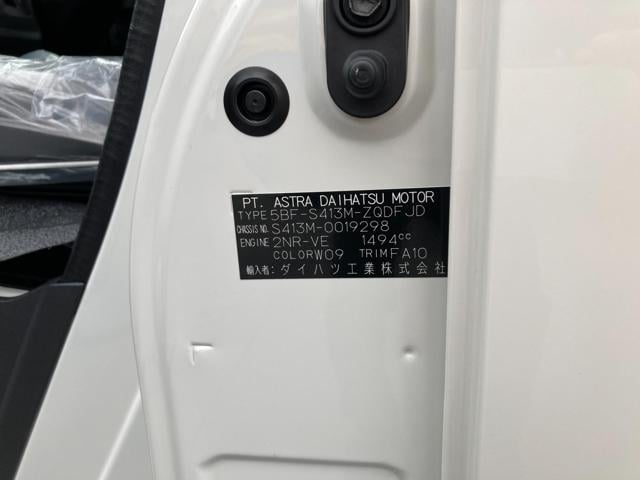 PT. ASTRA DAIHATSU MOTOR
TYPE 5BF-S413M-ZQDFJD
CHASSIS NO. S413M-0019298
ENGINE 2NR-VE 1494cc
COLOR W09 TRIM FA10
輸入者: ダイハツ工業株式会社